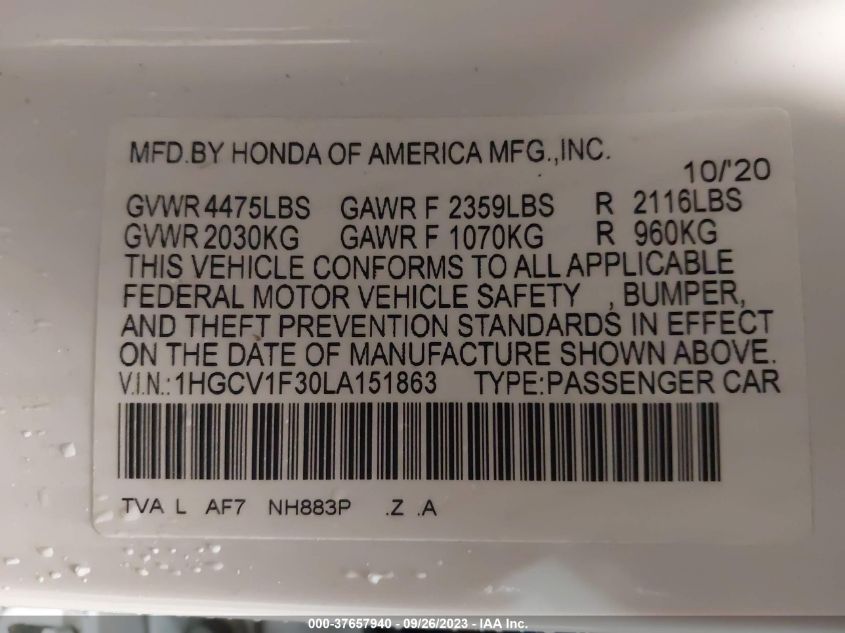 MFD.BY HONDA OF AMERICA MFG.,INC.
10/'20
GVWR 4475LBS GAWR F 2359LBS R 2116LBS
GVWR 2030KG GAWR F 1070KG R 960KG
THIS VEHICLE CONFORMS TO ALL APPLICABLE
FEDERAL MOTOR VEHICLE SAFETY , BUMPER,
AND THEFT PREVENTION STANDARDS IN EFFECT
ON THE DATE OF MANUFACTURE SHOWN ABOVE.
V.I.N.:1HGCV1F30LA151863 TYPE:PASSENGER CAR
TVA L AF7 NH883P .Z .A
000-37657940 - 09/26/2023 - IAA Inc.